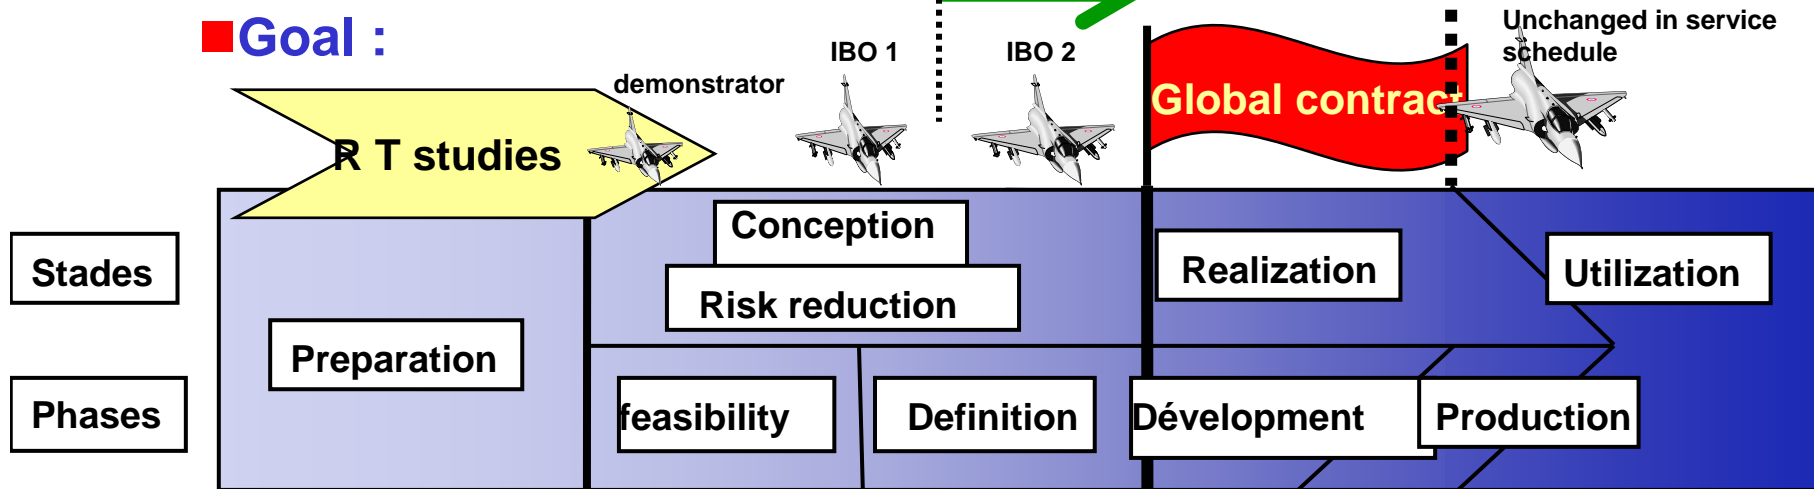 Goal :
Unchanged in service
schedule
IBO 1
IBO 2
demonstrator
Global contract
R T studies
Conception
Stades
Realization
Utilization
Risk reduction
Preparation
Phases
feasibility
Definition
Dévelopment
Production